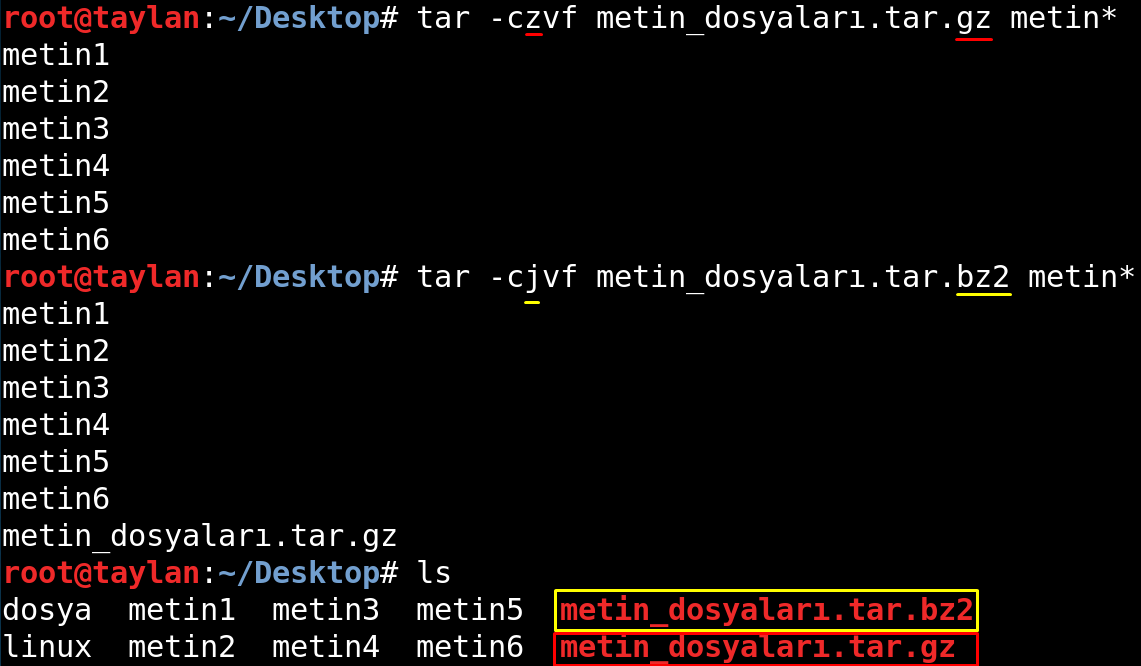 root@taylan:~/Desktop# tar -czvf metin_dosyaları.tar.gz metin*
metin1
metin2
metin3
metin4
metin5
metin6
root@taylan:~/Desktop# tar -cjvf metin_dosyaları.tar.bz2 metin*
metin1
metin2
metin3
metin4
metin5
metin6
metin_dosyaları.tar.gz
root@taylan:~/Desktop# ls
dosya  metin1  metin3  metin5  metin_dosyaları.tar.bz2
linux  metin2  metin4  metin6  metin_dosyaları.tar.gz